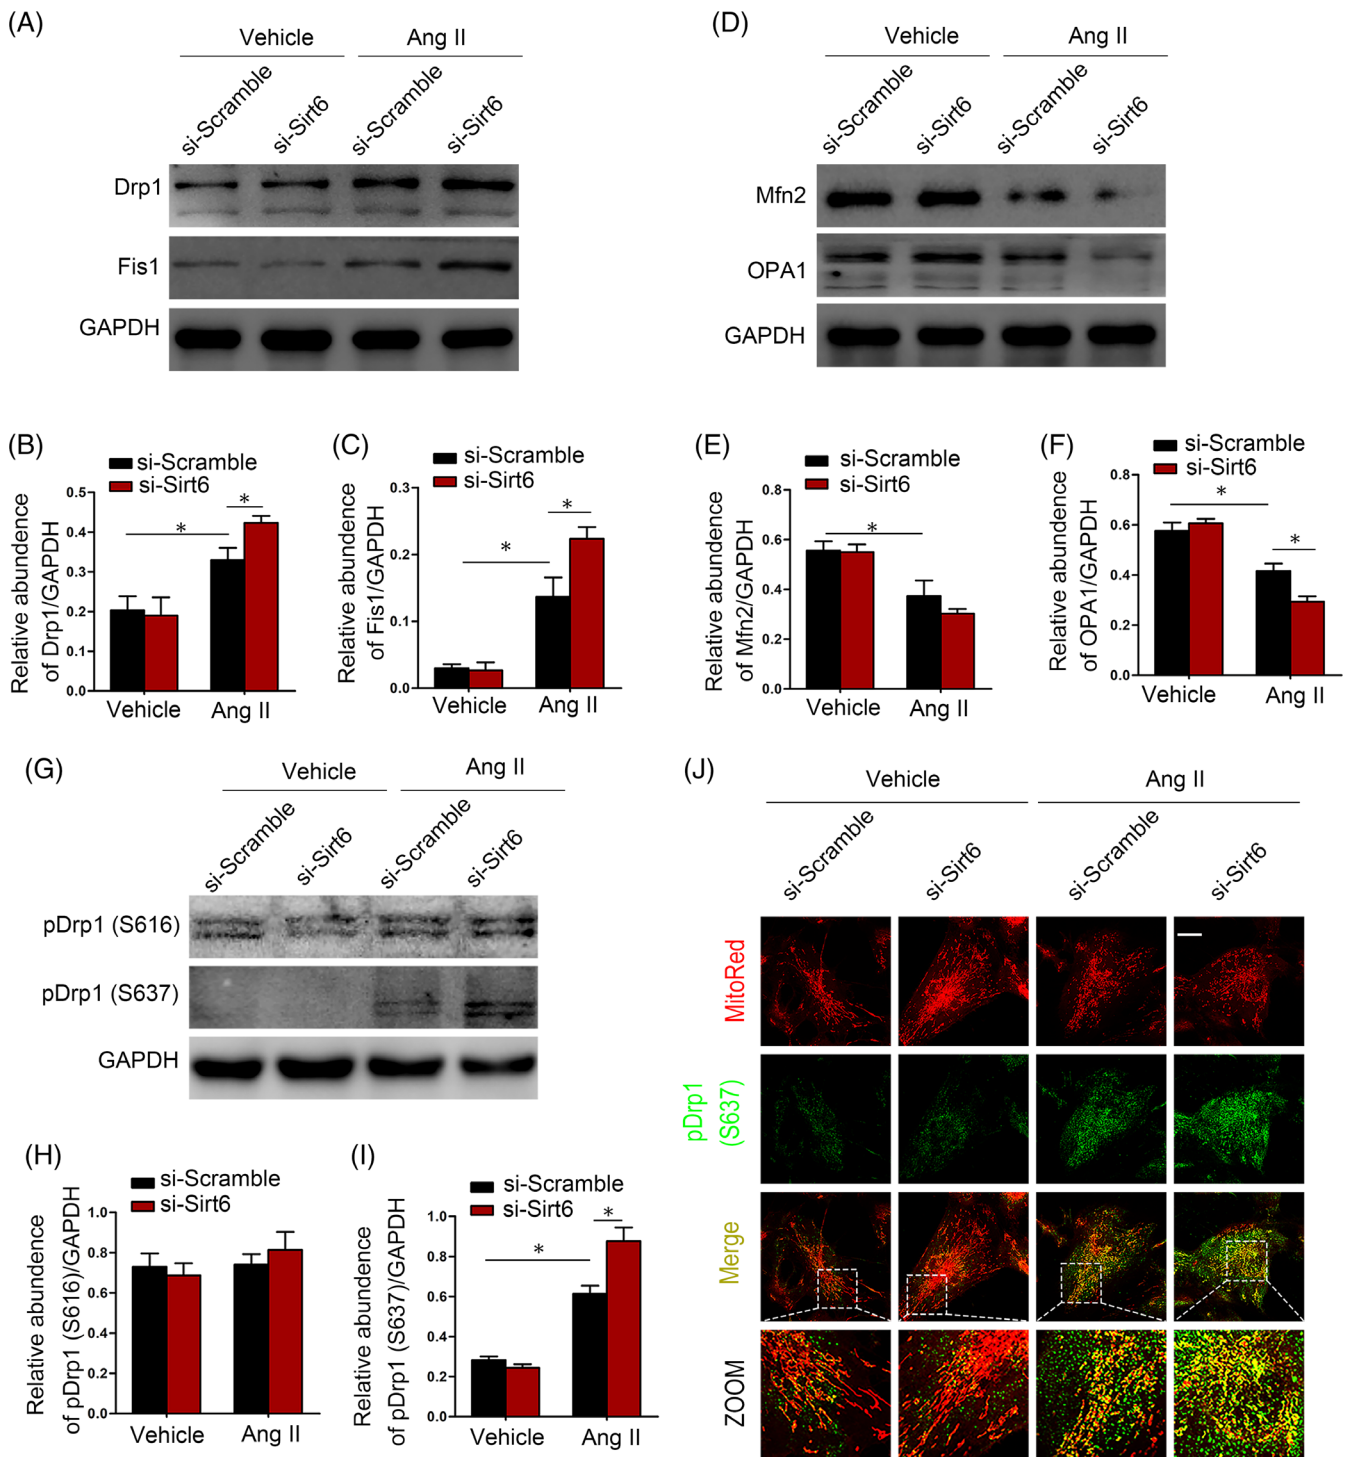 (A)
Vehicle
Ang II
si-Scramble
si-Sirt6
si-Scramble
si-Sirt6
Drp1
Fis1
GAPDH
(D)
Vehicle
Ang II
si-Scramble
si-Sirt6
si-Scramble
si-Sirt6
Mfn2
OPA1
GAPDH
(B)
si-Scramble
si-Sirt6
Relative abundence
of Drp1/GAPDH
0.5
0.4
0.3
0.2
0.1
0.0
*
*
Vehicle
Ang II
(C)
si-Scramble
si-Sirt6
Relative abundence
of Fis1/GAPDH
0.3
0.2
0.1
0.0
*
*
Vehicle
Ang II
(E)
si-Scramble
si-Sirt6
Relative abundance
of Mfn2/GAPDH
0.8
0.6
0.4
0.2
0.0
*
Vehicle
Ang II
(F)
si-Scramble
si-Sirt6
Relative abundance
of OPA1/GAPDH
0.8
0.6
0.4
0.2
0.0
*
*
Vehicle
Ang II
(G)
Vehicle
Ang II
si-Scramble
si-Sirt6
si-Scramble
si-Sirt6
pDrp1 (S616)
pDrp1 (S637)
GAPDH
(H)
si-Scramble
si-Sirt6
Relative abundance
of pDrp1 (S616)/GAPDH
1.0
0.8
0.6
0.4
0.2
0.0
Vehicle
Ang II
(I)
si-Scramble
si-Sirt6
Relative abundance
of pDrp1 (S637)/GAPDH
1.0
0.8
0.6
0.4
0.2
0.0
*
*
Vehicle
Ang II
(J)
Vehicle
Ang II
si-Scramble
si-Sirt6
si-Scramble
si-Sirt6
MitoRed
pDrp1
(S637)
Merge
ZOOM